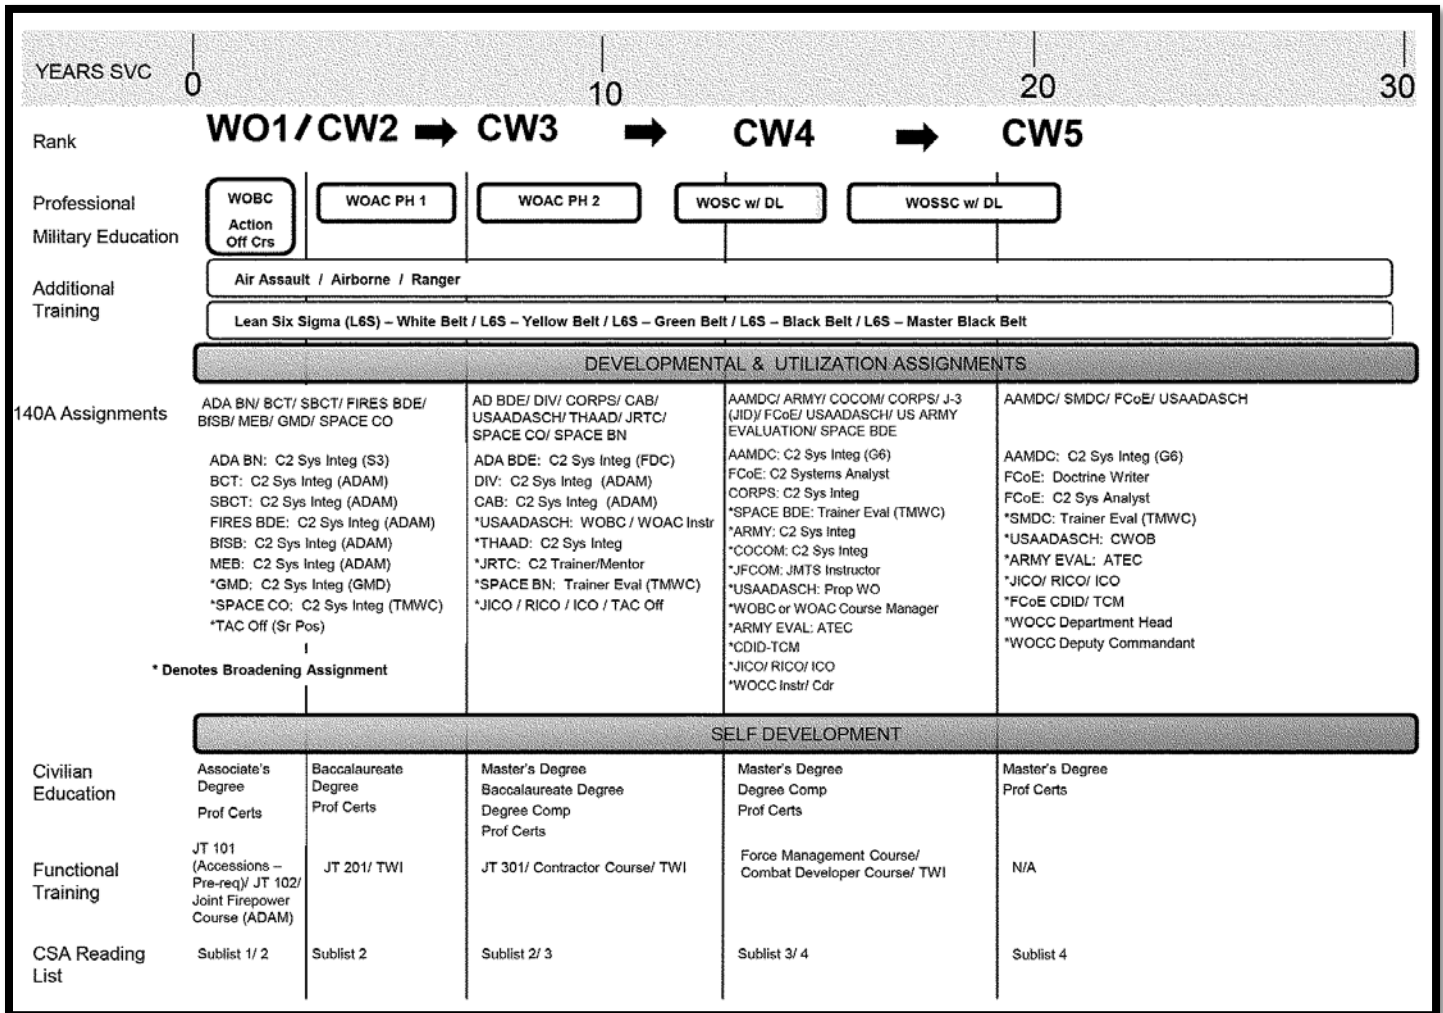 YEARS SVC 0 10 20 30
Rank
WO1/CW2 CW3 CW4 CW5
Professional
Military Education
WOBC
Action
Off Crs
WOAC PH 1
WOAC PH 2
WOSC w/ DL
WOSSC w/ DL
Additional
Training
Air Assault / Airborne / Ranger
Lean Six Sigma (L6S) – White Belt / L6S – Yellow Belt / L6S – Green Belt / L6S – Black Belt / L6S – Master Black Belt
DEVELOPMENTAL & UTILIZATION ASSIGNMENTS
140A Assignments
ADA BN/ BCT/ SBCT/ FIRES BDE/
BfSB/ MEB/ GMD/ SPACE CO
ADA BN: C2 Sys Integ (S3)
BCT: C2 Sys Integ (ADAM)
SBCT: C2 Sys Integ (ADAM)
FIRES BDE: C2 Sys Integ (ADAM)
BfSB: C2 Sys Integ (ADAM)
MEB: C2 Sys Integ (ADAM)
*GMD: C2 Sys Integ (GMD)
*SPACE CO: C2 Sys Integ (TMWC)
*TAC Off (Sr Pos)
* Denotes Broadening Assignment
AD BDE/ DIV/ CORPS/ CAB/
USAADASCH/ THAAD/ JRTC/
SPACE CO/ SPACE BN
ADA BDE: C2 Sys Integ (FDC)
DIV: C2 Sys Integ (ADAM)
CAB: C2 Sys Integ (ADAM)
*USAADASCH: WOBC / WOAC Instr
*THAAD: C2 Sys Integ
*JRTC: C2 Trainer/Mentor
*SPACE BN: Trainer Eval (TMWC)
*JICO / RICO / ICO / TAC Off
AAMDC/ ARMY/ COCOM/ CORPS/ J-3
(JID)/ FCoE/ USAADASCH/ US ARMY
EVALUATION/ SPACE BDE
AAMDC: C2 Sys Integ (G6)
FCoE: C2 Systems Analyst
CORPS: C2 Sys Integ
*SPACE BDE: Trainer Eval (TMWC)
*ARMY: C2 Sys Integ
*COCOM: C2 Sys Integ
*JFCOM: JMTS Instructor
*USAADASCH: Prop WO
*WOBC or WOAC Course Manager
*ARMY EVAL: ATEC
*CDID-TCM
*JICO/ RICO/ ICO
*WOCC Instr/ Cdr
AAMDC/ SMDC/ FCoE/ USAADASCH
AAMDC: C2 Sys Integ (G6)
FCoE: Doctrine Writer
FCoE: C2 Sys Analyst
*SMDC: Trainer Eval (TMWC)
*USAADASCH: CWOB
*ARMY EVAL: ATEC
*JICO/ RICO/ ICO
*FCoE CDID/ TCM
*WOCC Department Head
*WOCC Deputy Commandant
SELF DEVELOPMENT
Civilian
Education
Associate's
Degree
Prof Certs
Baccalaureate
Degree
Prof Certs
Master's Degree
Baccalaureate Degree
Degree Comp
Prof Certs
Master's Degree
Degree Comp
Prof Certs
Master's Degree
Prof Certs
Functional
Training
JT 101
(Accessions –
Pre-req)/ JT 102/
Joint Firepower
Course (ADAM)
JT 201/ TWI
JT 301/ Contractor Course/ TWI
Force Management Course/
Combat Developer Course/ TWI
N/A
CSA Reading
List
Sublist 1/ 2
Sublist 2
Sublist 2/ 3
Sublist 3/ 4
Sublist 4